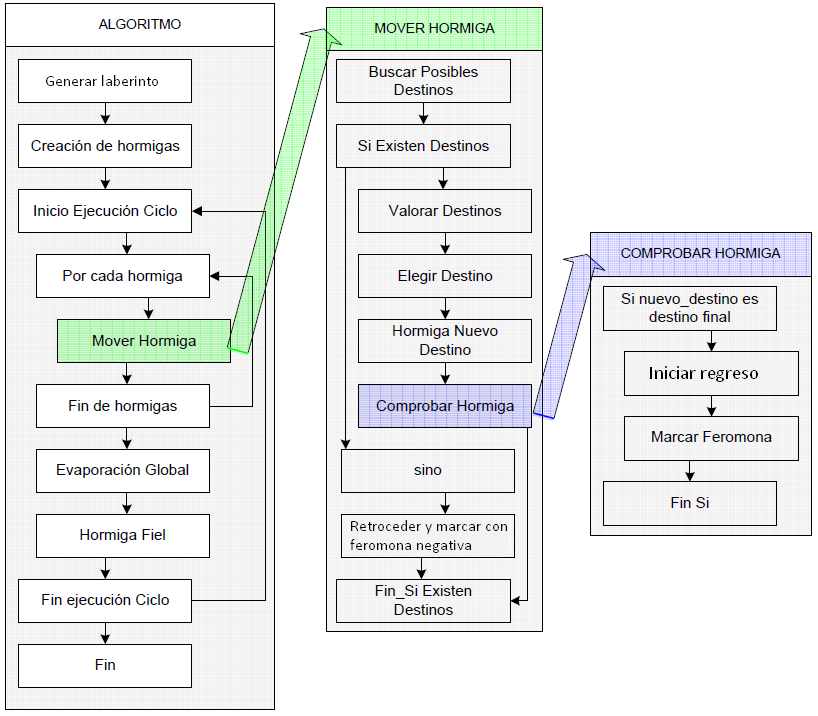 ALGORITMO
Generar laberinto
Creación de hormigas
Inicio Ejecución Ciclo
Por cada hormiga
Mover Hormiga
Fin de hormigas
Evaporación Global
Hormiga Fiel
Fin ejecución Ciclo
Fin
MOVER HORMIGA
Buscar Posibles
Destinos
Si Existen Destinos
Valorar Destinos
Elegir Destino
Hormiga Nuevo
Destino
Comprobar Hormiga
sino
Retroceder y marcar con
feromona negativa
Fin_Si Existen
Destinos
COMPROBAR HORMIGA
Si nuevo_destino es
destino final
Iniciar regreso
Marcar Feromona
Fin Si